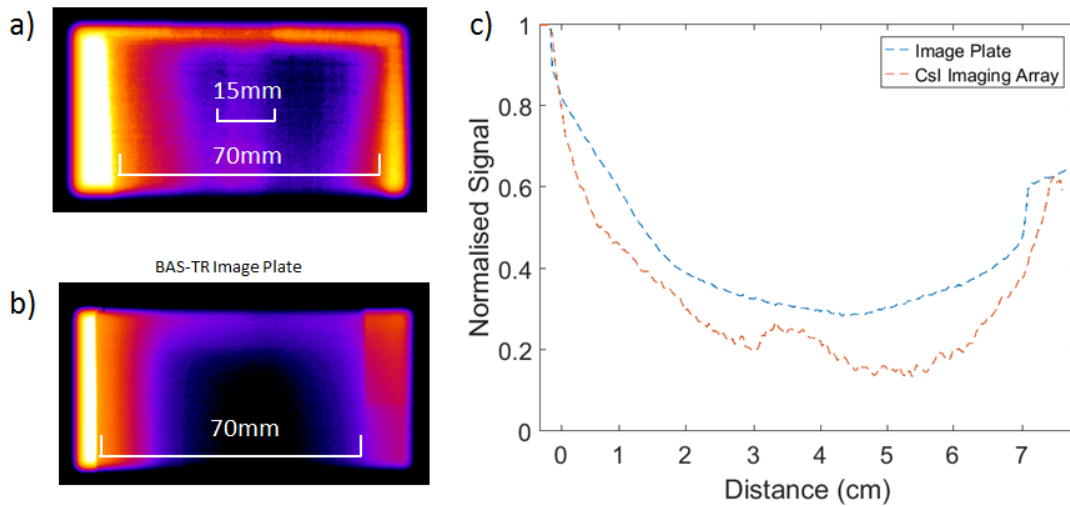 a)
15mm
70mm
BAS-TR Image Plate
b)
70mm
c)
Image Plate
CsI Imaging Array
Normalised Signal
1
0.8
0.6
0.4
0.2
0
0 1 2 3 4 5 6 7
Distance (cm)